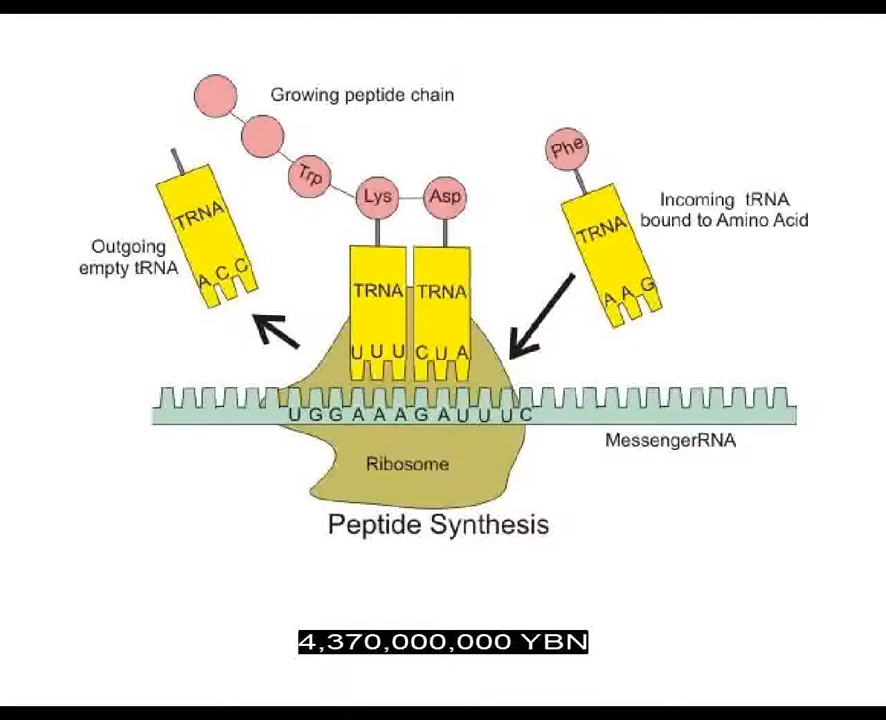 Growing peptide chain
Phe
Trp
Lys
Asp
Incoming tRNA
bound to Amino Acid
TRNA
TRNA
Outgoing
empty tRNA
A C C
A A G
TRNA
TRNA
U U U
C U A
U G G A A A G A U U U C
MessengerRNA
Ribosome
Peptide Synthesis
4,370,000,000 YBN